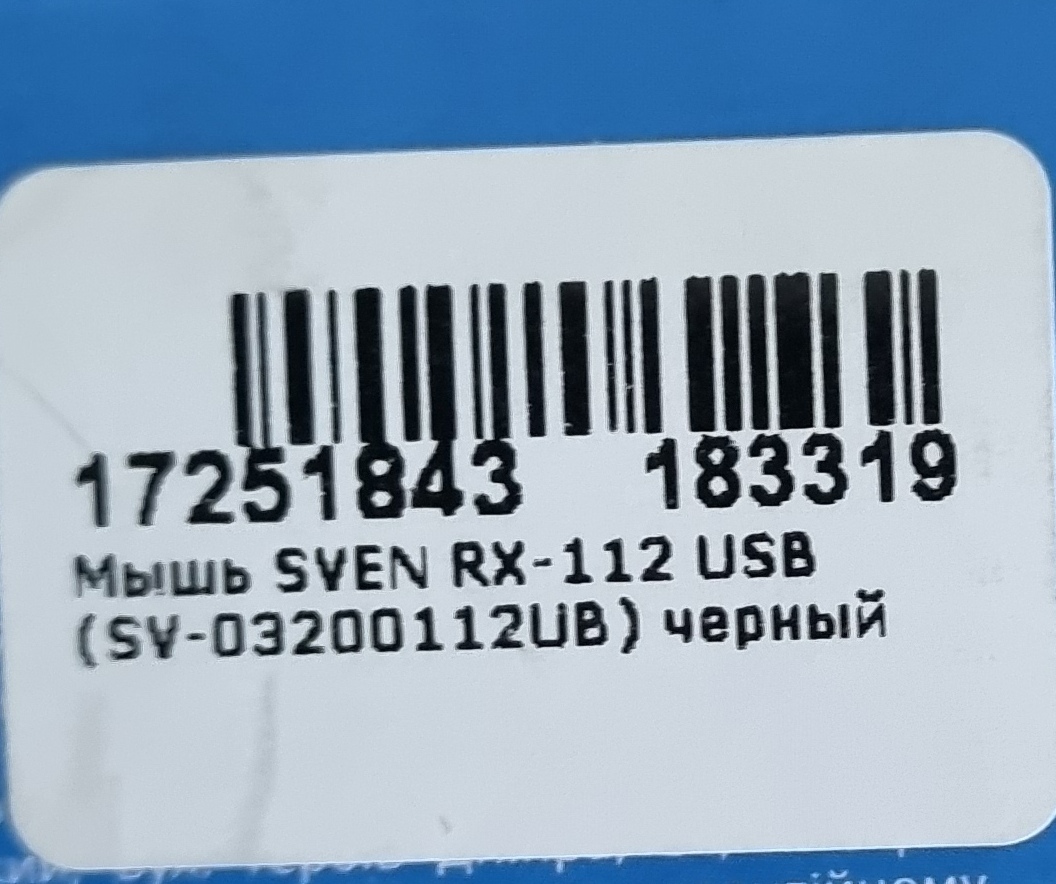 17251843 183319
Мышь SVEN RX-112 USB
(SV-03200112UB) черный